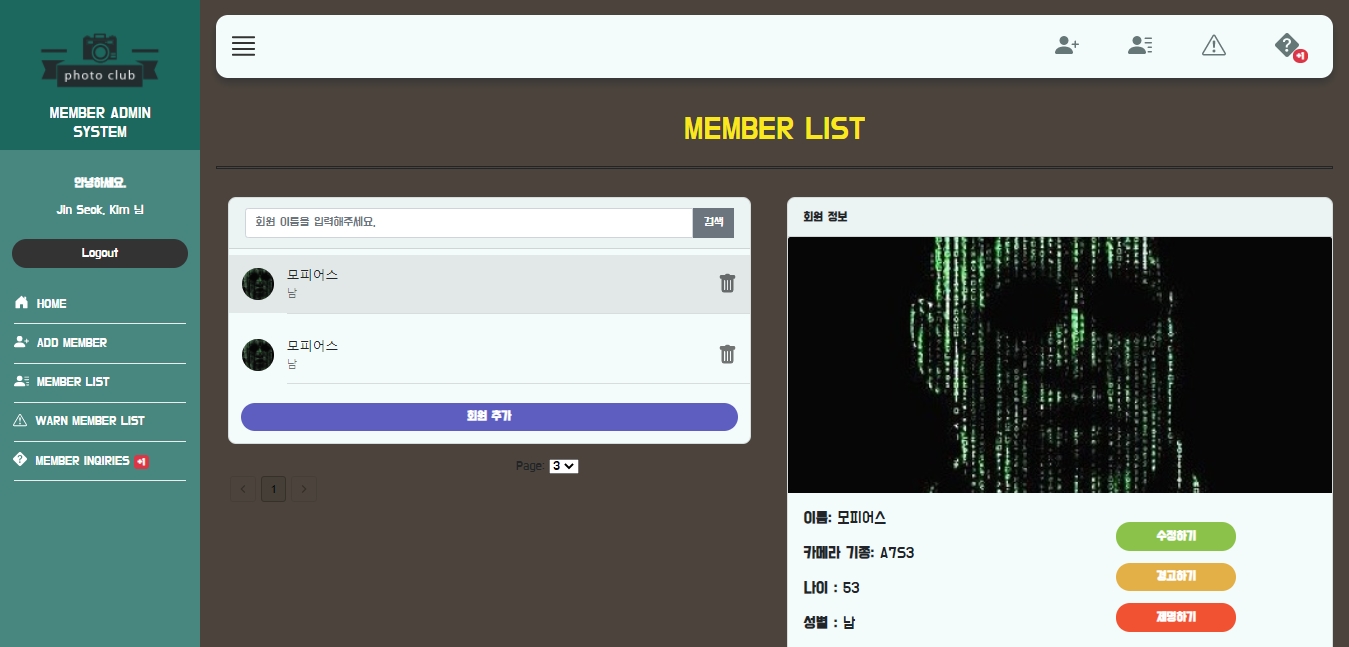 photo club
MEMBER ADMIN
SYSTEM
안녕하세요.
Jin Seok, Kim 님
Logout
HOME
ADD MEMBER
MEMBER LIST
WARN MEMBER LIST
MEMBER INQIRIES +1
+1
MEMBER LIST
회원 이름을 입력해주세요.
검색
모피어스
남
모피어스
남
회원 추가
Page: 3
1
회원 정보
이름: 모피어스
카메라 기종: A7S3
나이 : 53
성별 : 남
수정하기
경고하기
제명하기